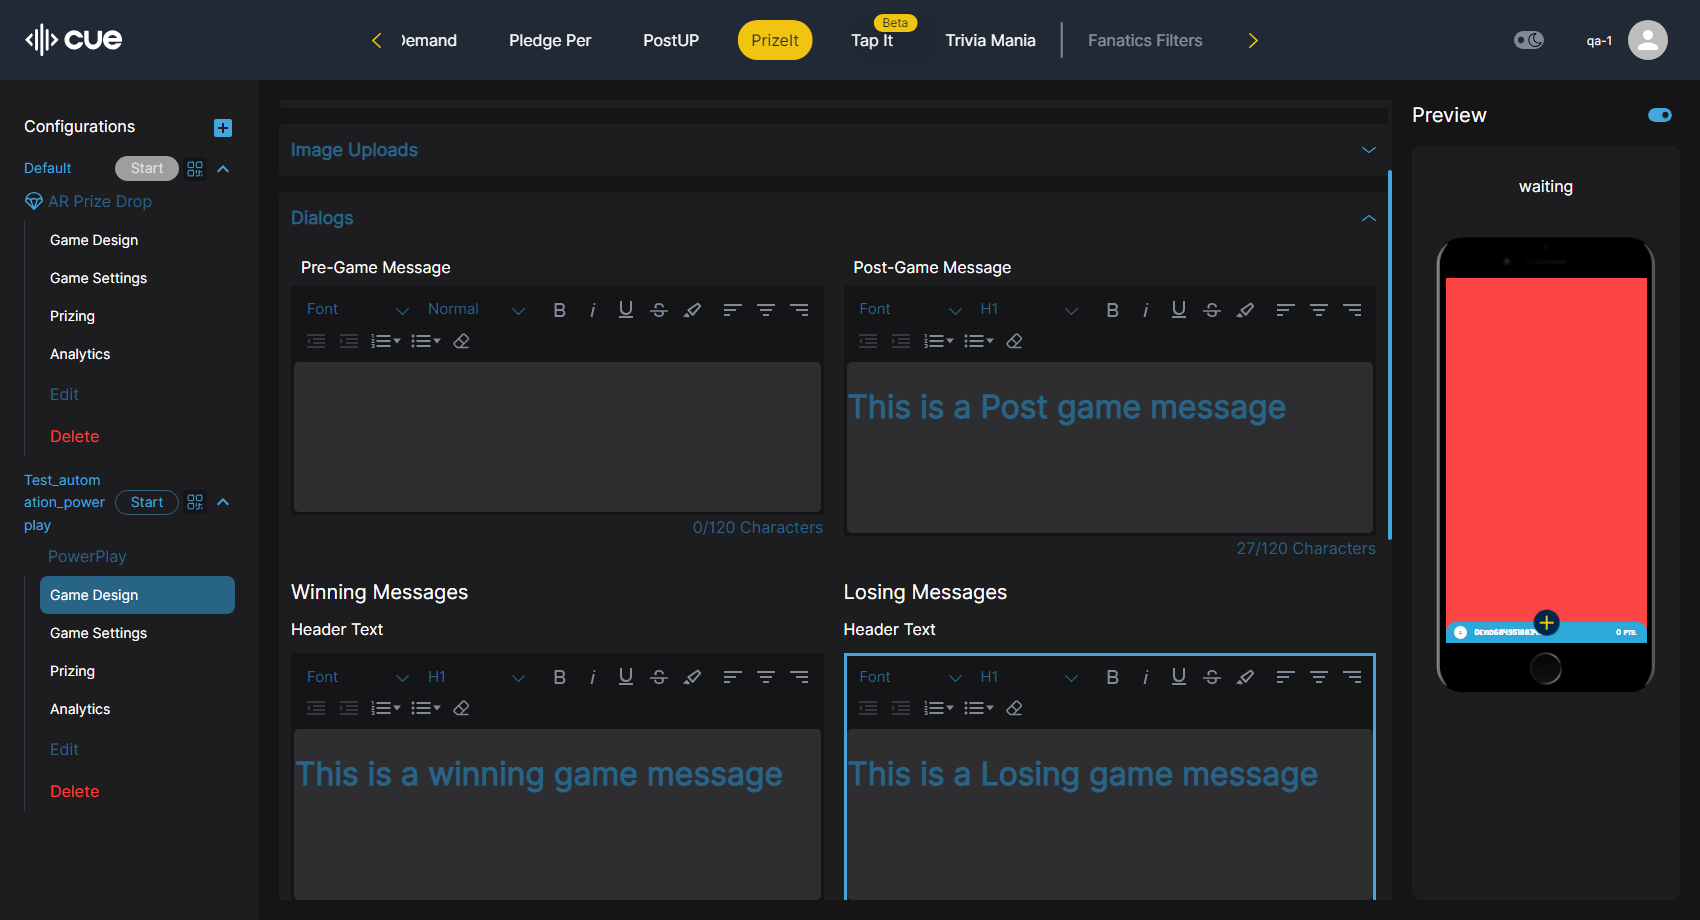 cue
Demand
Pledge Per
PostUP
PrizeIt
Beta
Tap It
Trivia Mania
Fanatics Filters
qa-1
Configurations
Default
Start
AR Prize Drop
Game Design
Game Settings
Prizing
Analytics
Edit
Delete
Test_autom
ation_power
play
Start
PowerPlay
Game Design
Game Settings
Prizing
Analytics
Edit
Delete
Image Uploads
Dialogs
Pre-Game Message
Font
Normal
0/120 Characters
Post-Game Message
Font
H1
This is a Post game message
27/120 Characters
Winning Messages
Header Text
Font
H1
This is a winning game message
Losing Messages
Header Text
Font
H1
This is a Losing game message
Preview
waiting
0 PTS.